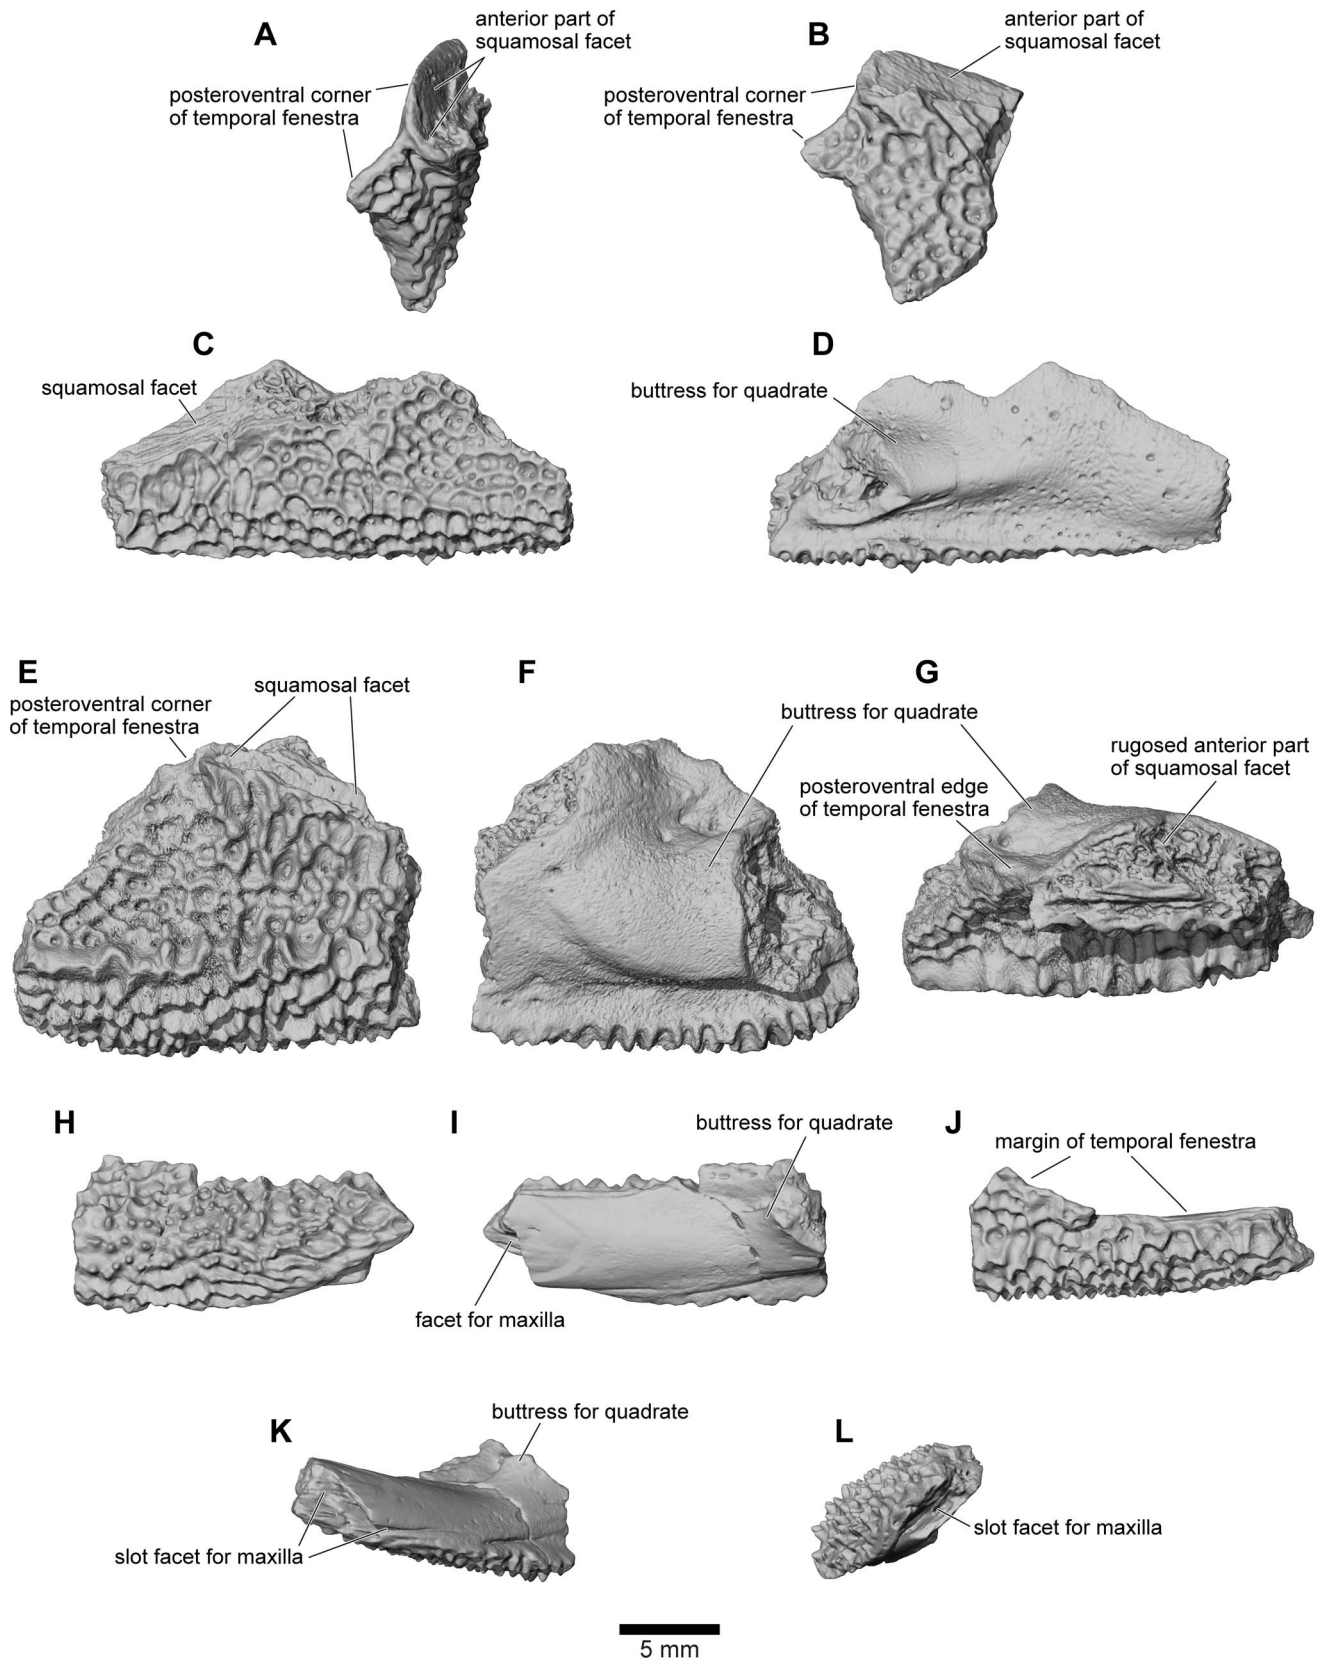 A
anterior part of
squamosal facet
posteroventral corner
of temporal fenestra
B
anterior part of
squamosal facet
posteroventral corner
of temporal fenestra
C
squamosal facet
D
buttress for quadrate
E
squamosal facet
posteroventral corner
of temporal fenestra
F
buttress for quadrate
G
rugosed anterior part
of squamosal facet
posteroventral edge
of temporal fenestra
H
I
buttress for quadrate
facet for maxilla
J
margin of temporal fenestra
K
buttress for quadrate
slot facet for maxilla
L
slot facet for maxilla
5 mm